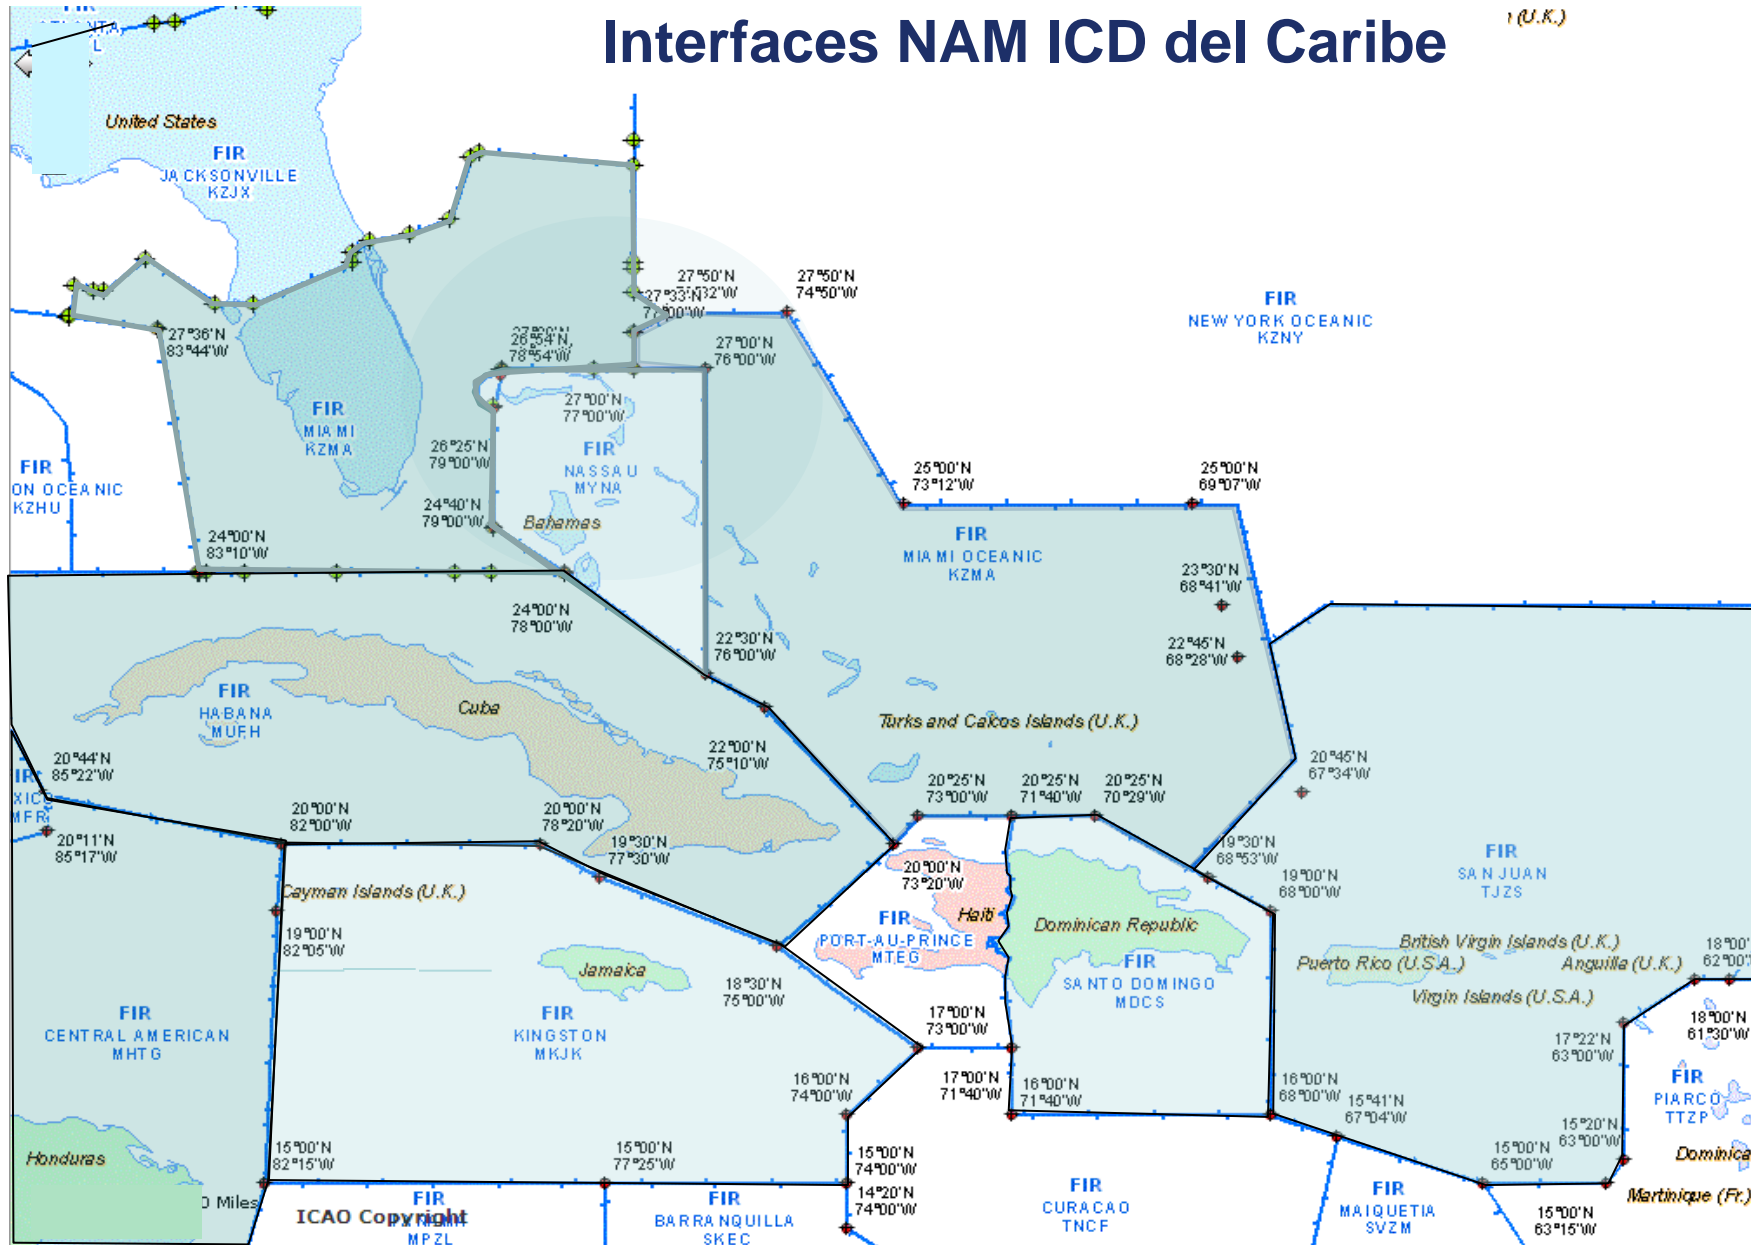 Interfaces NAM ICD del Caribe
(U.K.)
FIR
L
United States
FIR
JACKSONVILLE
KZJX
27°50'N
27°33'N
77°00'W
27°50'N
74°50'W
FIR
NEW YORK OCEANIC
KZNY
27°36'N
83°44'W
26°54'N
78°54'W
27°00'N
76°00'W
27°00'N
77°00'W
FIR
MIAMI
KZMA
26°25'N
79°00'W
FIR
NASSAU
MYNA
FIR
ON OCEANIC
KZHU
24°40'N
79°00'W
Bahamas
25°00'N
73°12'W
25°00'N
69°07'W
24°00'N
83°10'W
FIR
MIAMI OCEANIC
KZMA
23°30'N
68°41'W
24°00'N
78°00'W
22°30'N
76°00'W
22°45'N
68°28'W
FIR
HABANA
MUFH
Cuba
Turks and Caicos Islands (U.K.)
22°00'N
75°10'W
20°44'N
85°22'W
IR
XICO
MFR
20°45'N
67°34'W
20°25'N
73°00'W
20°25'N
71°40'W
20°25'N
70°29'W
20°11'N
85°17'W
20°00'N
82°00'W
20°00'N
78°20'W
19°30'N
77°30'W
19°30'N
68°53'W
FIR
SAN JUAN
TJZS
20°00'N
73°20'W
19°00'N
68°00'W
Cayman Islands (U.K.)
FIR
PORT-AU-PRINCE
MTEG
Haiti
Dominican Republic
19°00'N
82°05'W
British Virgin Islands (U.K.)
Puerto Rico (U.S.A.)
Anguilla (U.K.)
18°00'
62°00'
Jamaica
FIR
SANTO DOMINGO
MDCS
18°30'N
75°00'W
Virgin Islands (U.S.A.)
FIR
CENTRAL AMERICAN
MHTG
FIR
KINGSTON
MKJK
17°00'N
73°00'W
18°00'N
61°30'W
17°22'N
63°00'W
16°00'N
74°00'W
17°00'N
71°40'W
16°00'N
71°40'W
16°00'N
68°00'W
15°41'N
67°04'W
FIR
PIARCO
TTZP
15°20'N
63°00'W
Honduras
15°00'N
82°15'W
15°00'N
77°25'W
15°00'N
74°00'W
15°00'N
65°00'W
Dominica
0 Miles
FIR
MPZL
ICAO Copyright
FIR
BARRANQUILLA
SKEC
14°20'N
74°00'W
FIR
CURACAO
TNCF
FIR
MAIQUETIA
SVZM
Martinique (Fr.)
15°00'N
63°15'W